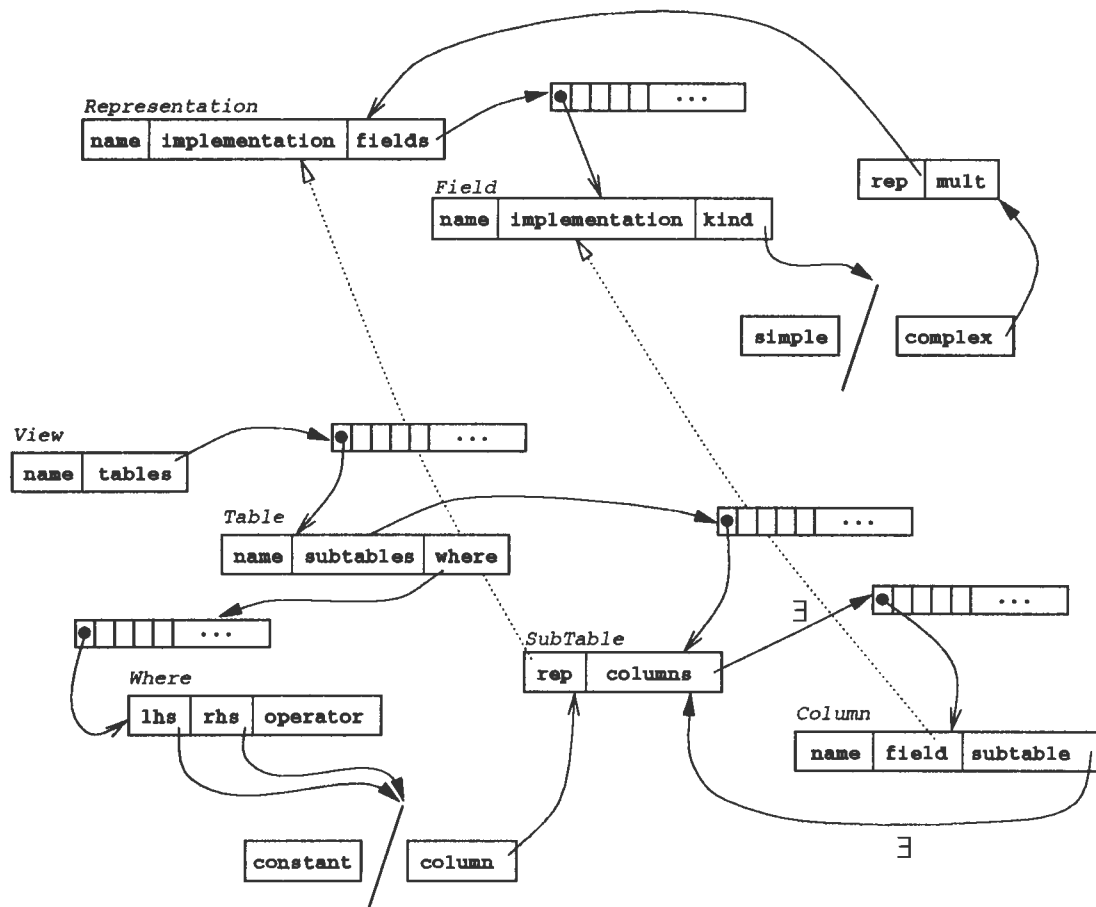 Representation
name implementation fields
...
Field
name implementation kind
rep mult
simple complex
View
name tables
...
Table
name subtables where
...
...
∃
...
SubTable
rep columns
Where
lhs rhs operator
Column
name field subtable
∃
constant column